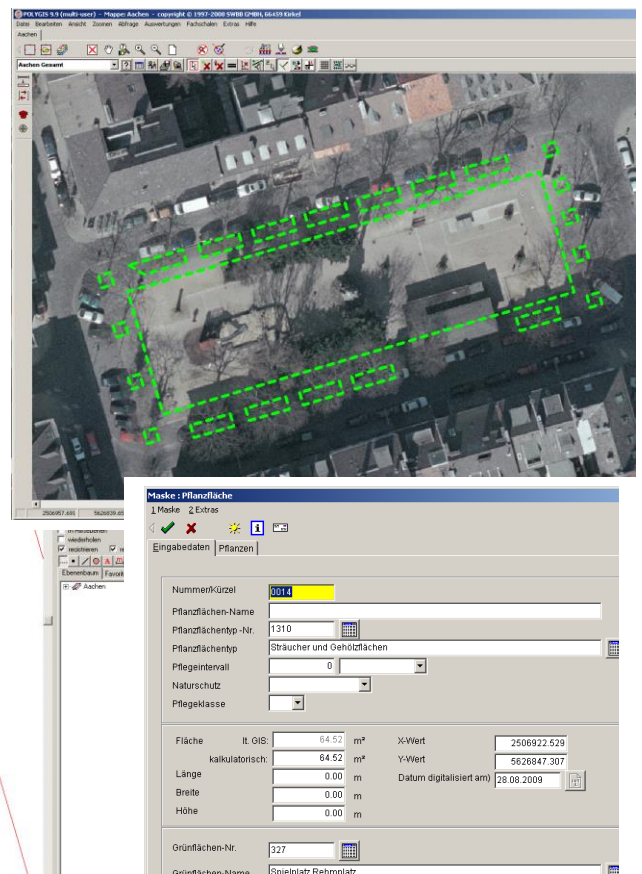 POLYGIS 9.9 (multi-user) - Mappe: Aachen - copyright © 1997-2008 SWBB GMBH, 66459 Kirkel
Datei Bearbeiten Ansicht Zoomen Abfrage Auswertungen Fachschalen Extras Hilfe
Aachen
Aachen Gesamt
2506957.691 5626839.65
Maske : Pflanzfläche
1 Maske 2 Extras
Eingabedaten Pflanzen
wiederholen
registrieren
Ebenenbaum Favorit
Aachen
Nummer/Kürzel 0014
Pflanzflächen-Name
Pflanzflächentyp -Nr. 1310
Pflanzflächentyp Sträucher und Gehölzflächen
Pflegeintervall 0
Naturschutz
Pflegeklasse
Fläche lt. GIS: 64.52 m² X-Wert 2506922.529
kalkulatorisch: 64.52 m² Y-Wert 5626847.307
Länge 0.00 m Datum digitalisiert am) 28.08.2009
Breite 0.00 m
Höhe 0.00 m
Grünflächen-Nr. 327
Grünflächen-Name Spielplatz Rehmplatz